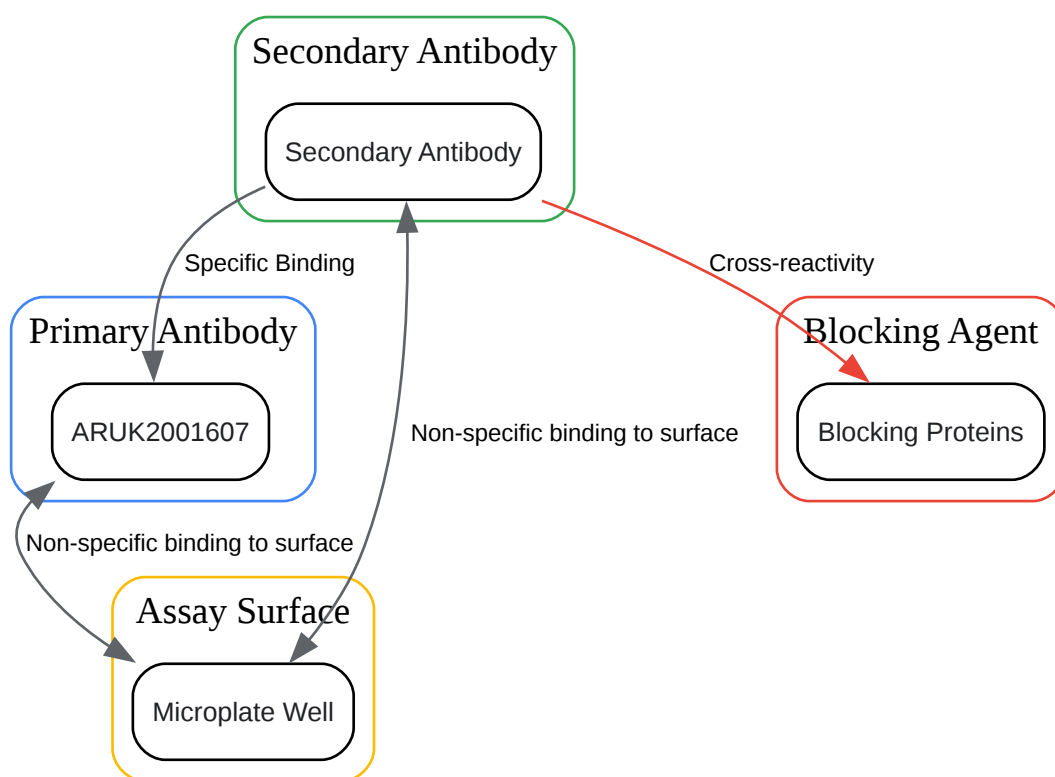 Secondary Antibody
Secondary Antibody
Specific Binding
Cross-reactivity
Primary Antibody
Blocking Agent
ARUK2001607
Non-specific binding to surface
Blocking Proteins
Non-specific binding to surface
Assay Surface
Microplate Well